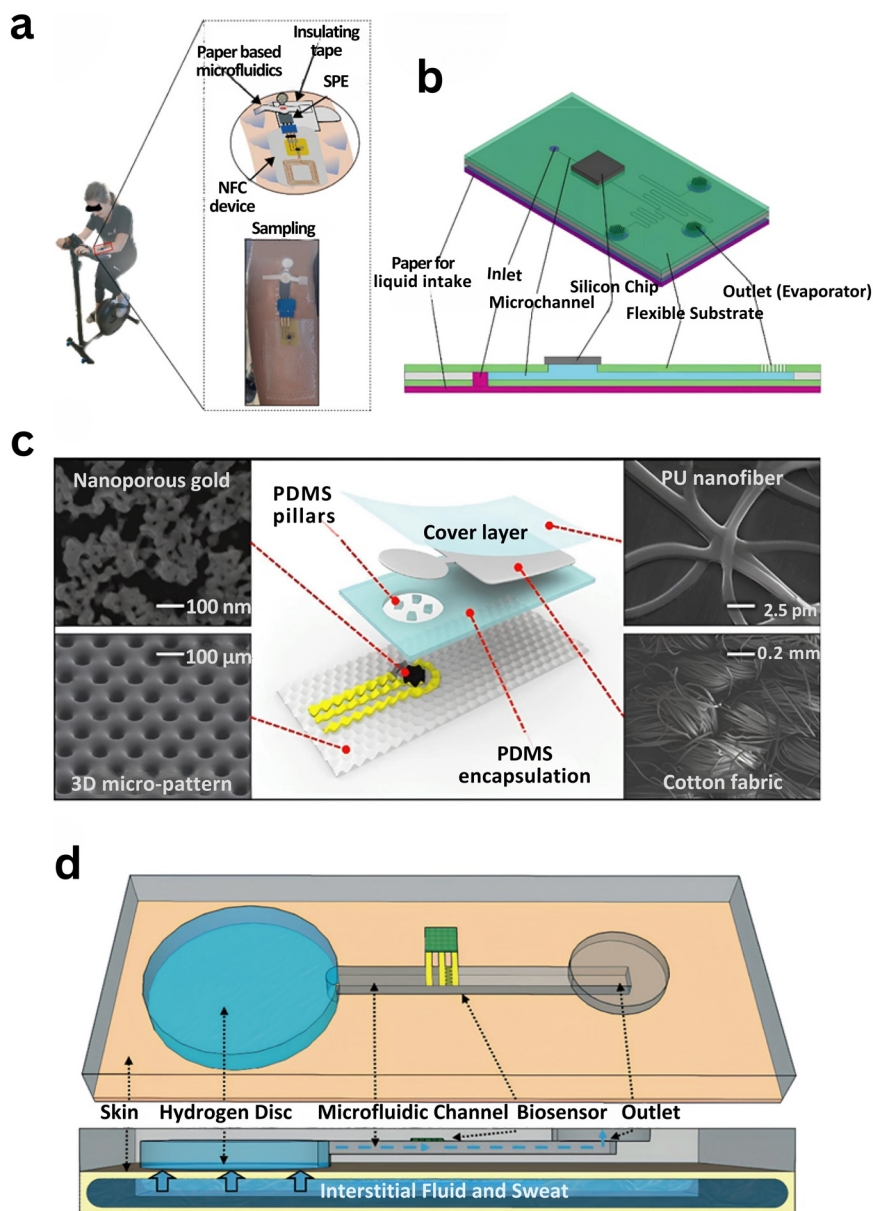 a
Paper based
microfluidics
Insulating
tape
SPE
NFC
device
Sampling
b
Paper for
liquid intake
Inlet
Microchannel
Silicon Chip
Flexible Substrate
Outlet (Evaporator)
c
Nanoporous gold
100 nm
100 µm
3D micro-pattern
PDMS
pillars
Cover layer
PDMS
encapsulation
PU nanofiber
2.5 pm
0.2 mm
Cotton fabric
d
Skin Hydrogen Disc Microfluidic Channel Biosensor Outlet
Interstitial Fluid and Sweat